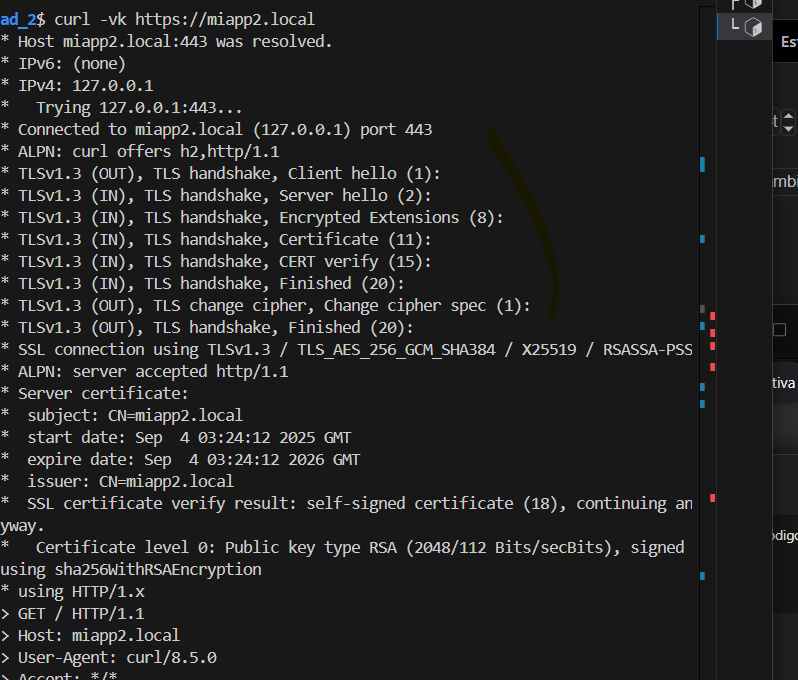 ad_2$ curl -vk https://miapp2.local
* Host miapp2.local:443 was resolved.
* IPv6: (none)
* IPv4: 127.0.0.1
*   Trying 127.0.0.1:443...
* Connected to miapp2.local (127.0.0.1) port 443
* ALPN: curl offers h2,http/1.1
* TLSv1.3 (OUT), TLS handshake, Client hello (1):
* TLSv1.3 (IN), TLS handshake, Server hello (2):
* TLSv1.3 (IN), TLS handshake, Encrypted Extensions (8):
* TLSv1.3 (IN), TLS handshake, Certificate (11):
* TLSv1.3 (IN), TLS handshake, CERT verify (15):
* TLSv1.3 (IN), TLS handshake, Finished (20):
* TLSv1.3 (OUT), TLS change cipher, Change cipher spec (1):
* TLSv1.3 (OUT), TLS handshake, Finished (20):
* SSL connection using TLSv1.3 / TLS_AES_256_GCM_SHA384 / X25519 / RSASSA-PSS
* ALPN: server accepted http/1.1
* Server certificate:
*  subject: CN=miapp2.local
*  start date: Sep  4 03:24:12 2025 GMT
*  expire date: Sep  4 03:24:12 2026 GMT
*  issuer: CN=miapp2.local
*  SSL certificate verify result: self-signed certificate (18), continuing an
yway.
*   Certificate level 0: Public key type RSA (2048/112 Bits/secBits), signed
using sha256WithRSAEncryption
* using HTTP/1.x
> GET / HTTP/1.1
> Host: miapp2.local
> User-Agent: curl/8.5.0
> Accept: */*
Es
t
mbi
tiva
ódigo